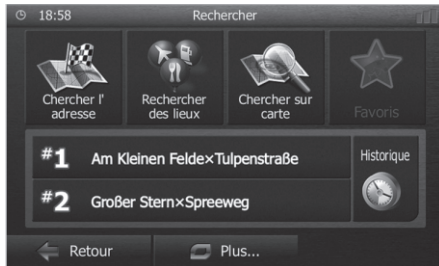 18:58
Rechercher
Chercher l'
adresse
Rechercher
des lieux
Chercher sur
carte
Favoris
#1 Am Kleinen Felde×Tulpenstraße
Historique
#2 Großer Stern×Spreeweg
Retour
Plus...